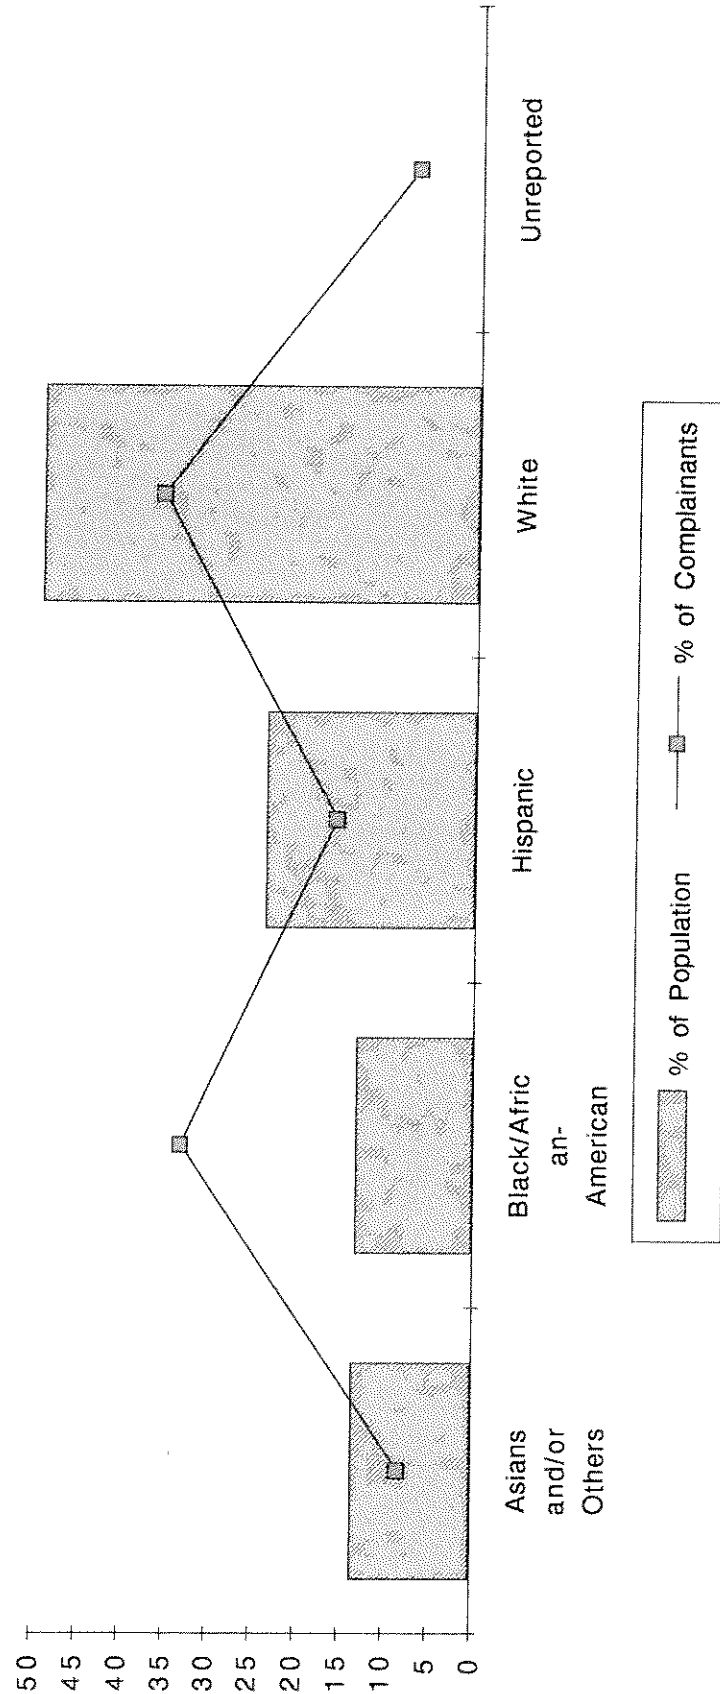 50
45
40
35
30
25
20
15
10
5
0
Asians
and/or
Others
Black/Afric
an-
American
Hispanic
White
Unreported
% of Population
% of Complainants